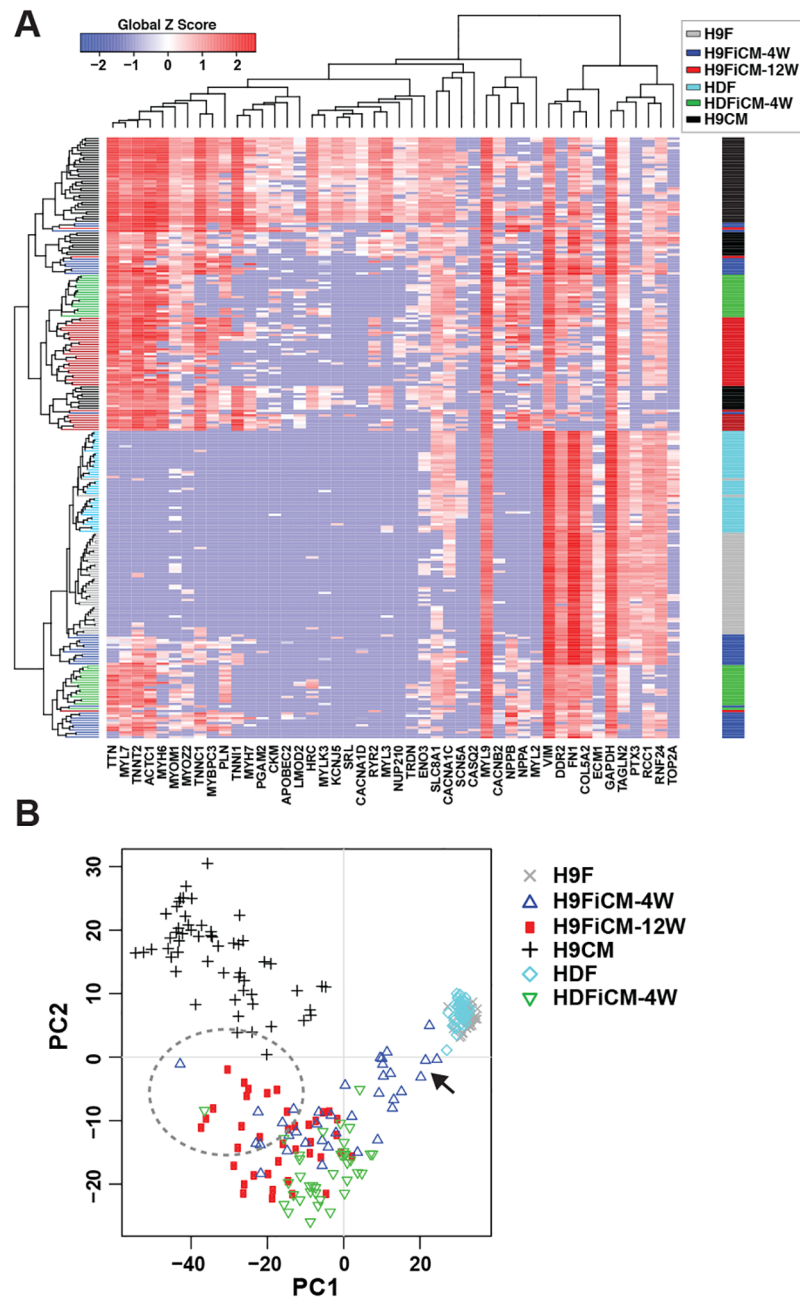 A
Global Z Score
−2 −1 0 1 2
H9F
H9FiCM-4W
H9FiCM-12W
HDF
HDFiCM-4W
H9CM
TTN
MYL7
TNNT2
ACTC1
MYH6
MYOM1
MYOZ2
TNNC1
MYBPC3
PLN
TNNI1
MYH7
PGAM2
CKM
APOBEC2
LMOD2
HRC
MYLK3
KCNJ5
SRL
CACNA1D
RYR2
MYL3
NUP210
TRDN
ENO3
SLC8A1
CACNA1C
SCN5A
CASQ2
MYL9
CACNB2
NPPB
NPPA
MYL2
VIM
DDR2
FN1
COL5A2
ECM1
GAPDH
TAGLN2
PTX3
RCC1
RNF24
TOP2A
B
30
20
10
0
−10
−20
PC2
−40 −20 0 20
PC1
H9F
H9FiCM-4W
H9FiCM-12W
H9CM
HDF
HDFiCM-4W